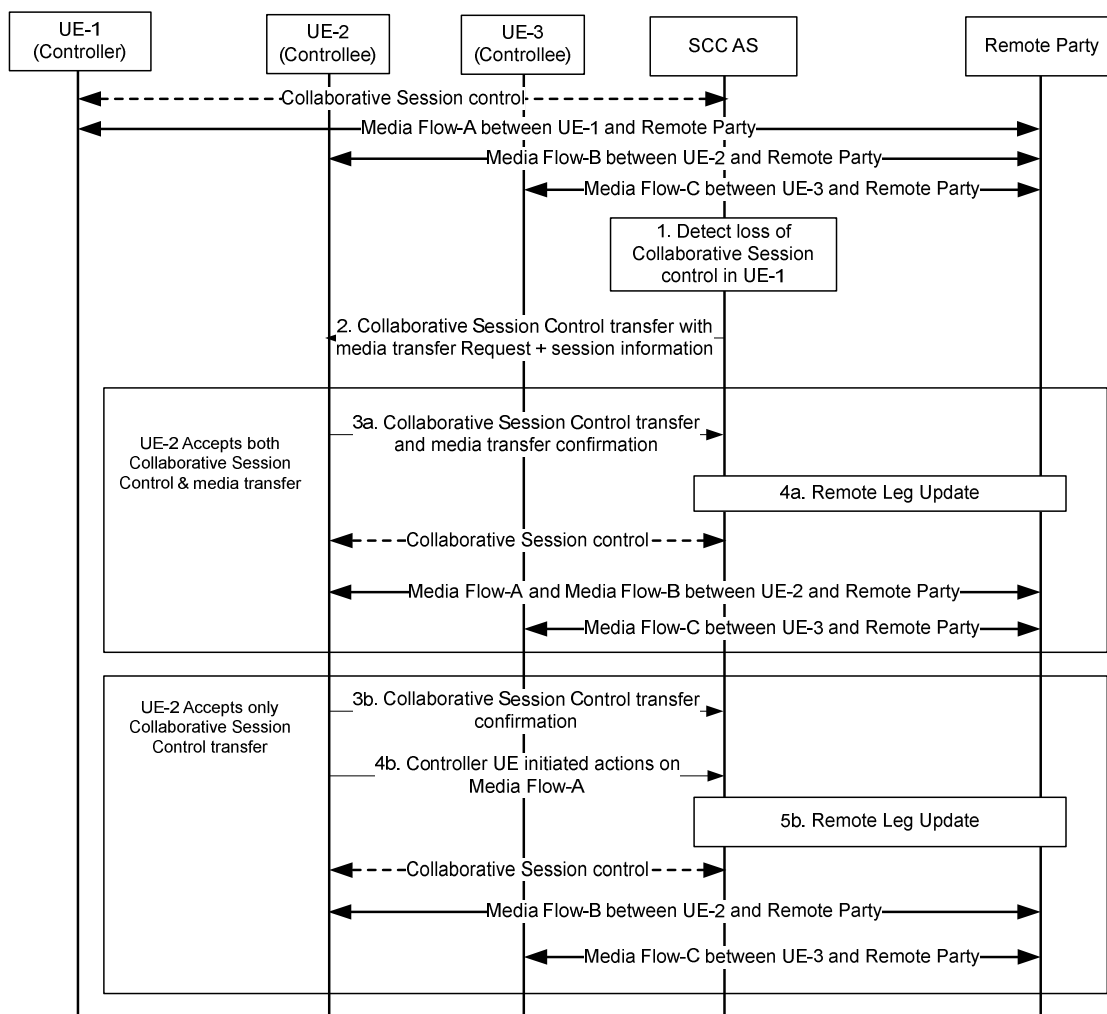 UE-1
(Controller)
UE-2
(Controllee)
UE-3
(Controllee)
SCC AS
Remote Party
Collaborative Session control
Media Flow-A between UE-1 and Remote Party
Media Flow-B between UE-2 and Remote Party
Media Flow-C between UE-3 and Remote Party
1. Detect loss of
Collaborative Session
control in UE-1
2. Collaborative Session Control transfer with
media transfer Request + session information
UE-2 Accepts both
Collaborative Session
Control & media transfer
3a. Collaborative Session Control transfer
and media transfer confirmation
4a. Remote Leg Update
Collaborative Session control
Media Flow-A and Media Flow-B between UE-2 and Remote Party
Media Flow-C between UE-3 and Remote Party
UE-2 Accepts only
Collaborative Session
Control transfer
3b. Collaborative Session Control transfer
confirmation
4b. Controller UE initiated actions on
Media Flow-A
5b. Remote Leg Update
Collaborative Session control
Media Flow-B between UE-2 and Remote Party
Media Flow-C between UE-3 and Remote Party